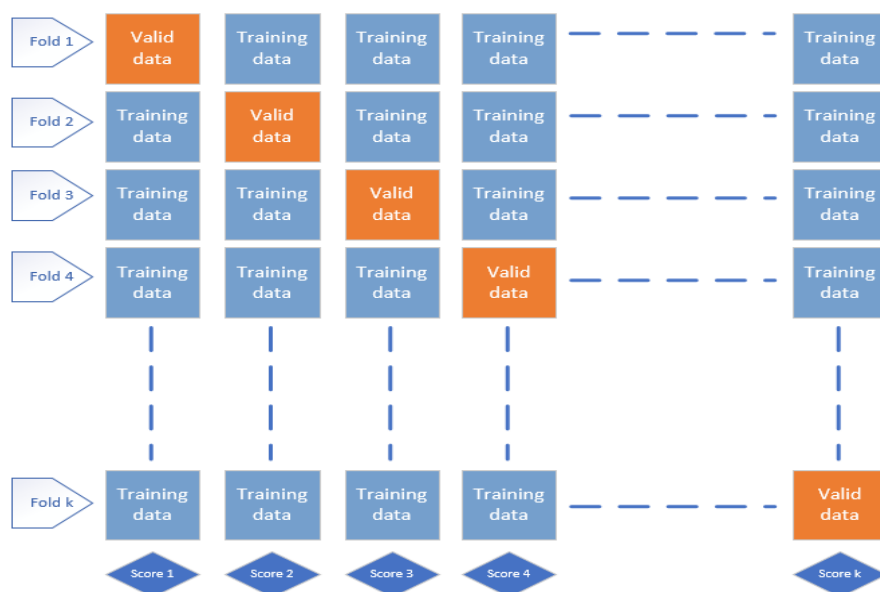 Fold 1
Valid
data
Training
data
Training
data
Training
data
Training
data
Fold 2
Training
data
Valid
data
Training
data
Training
data
Training
data
Fold 3
Training
data
Training
data
Valid
data
Training
data
Training
data
Fold 4
Training
data
Training
data
Training
data
Valid
data
Training
data
Fold k
Training
data
Training
data
Training
data
Training
data
Valid
data
Score 1
Score 2
Score 3
Score 4
Score k